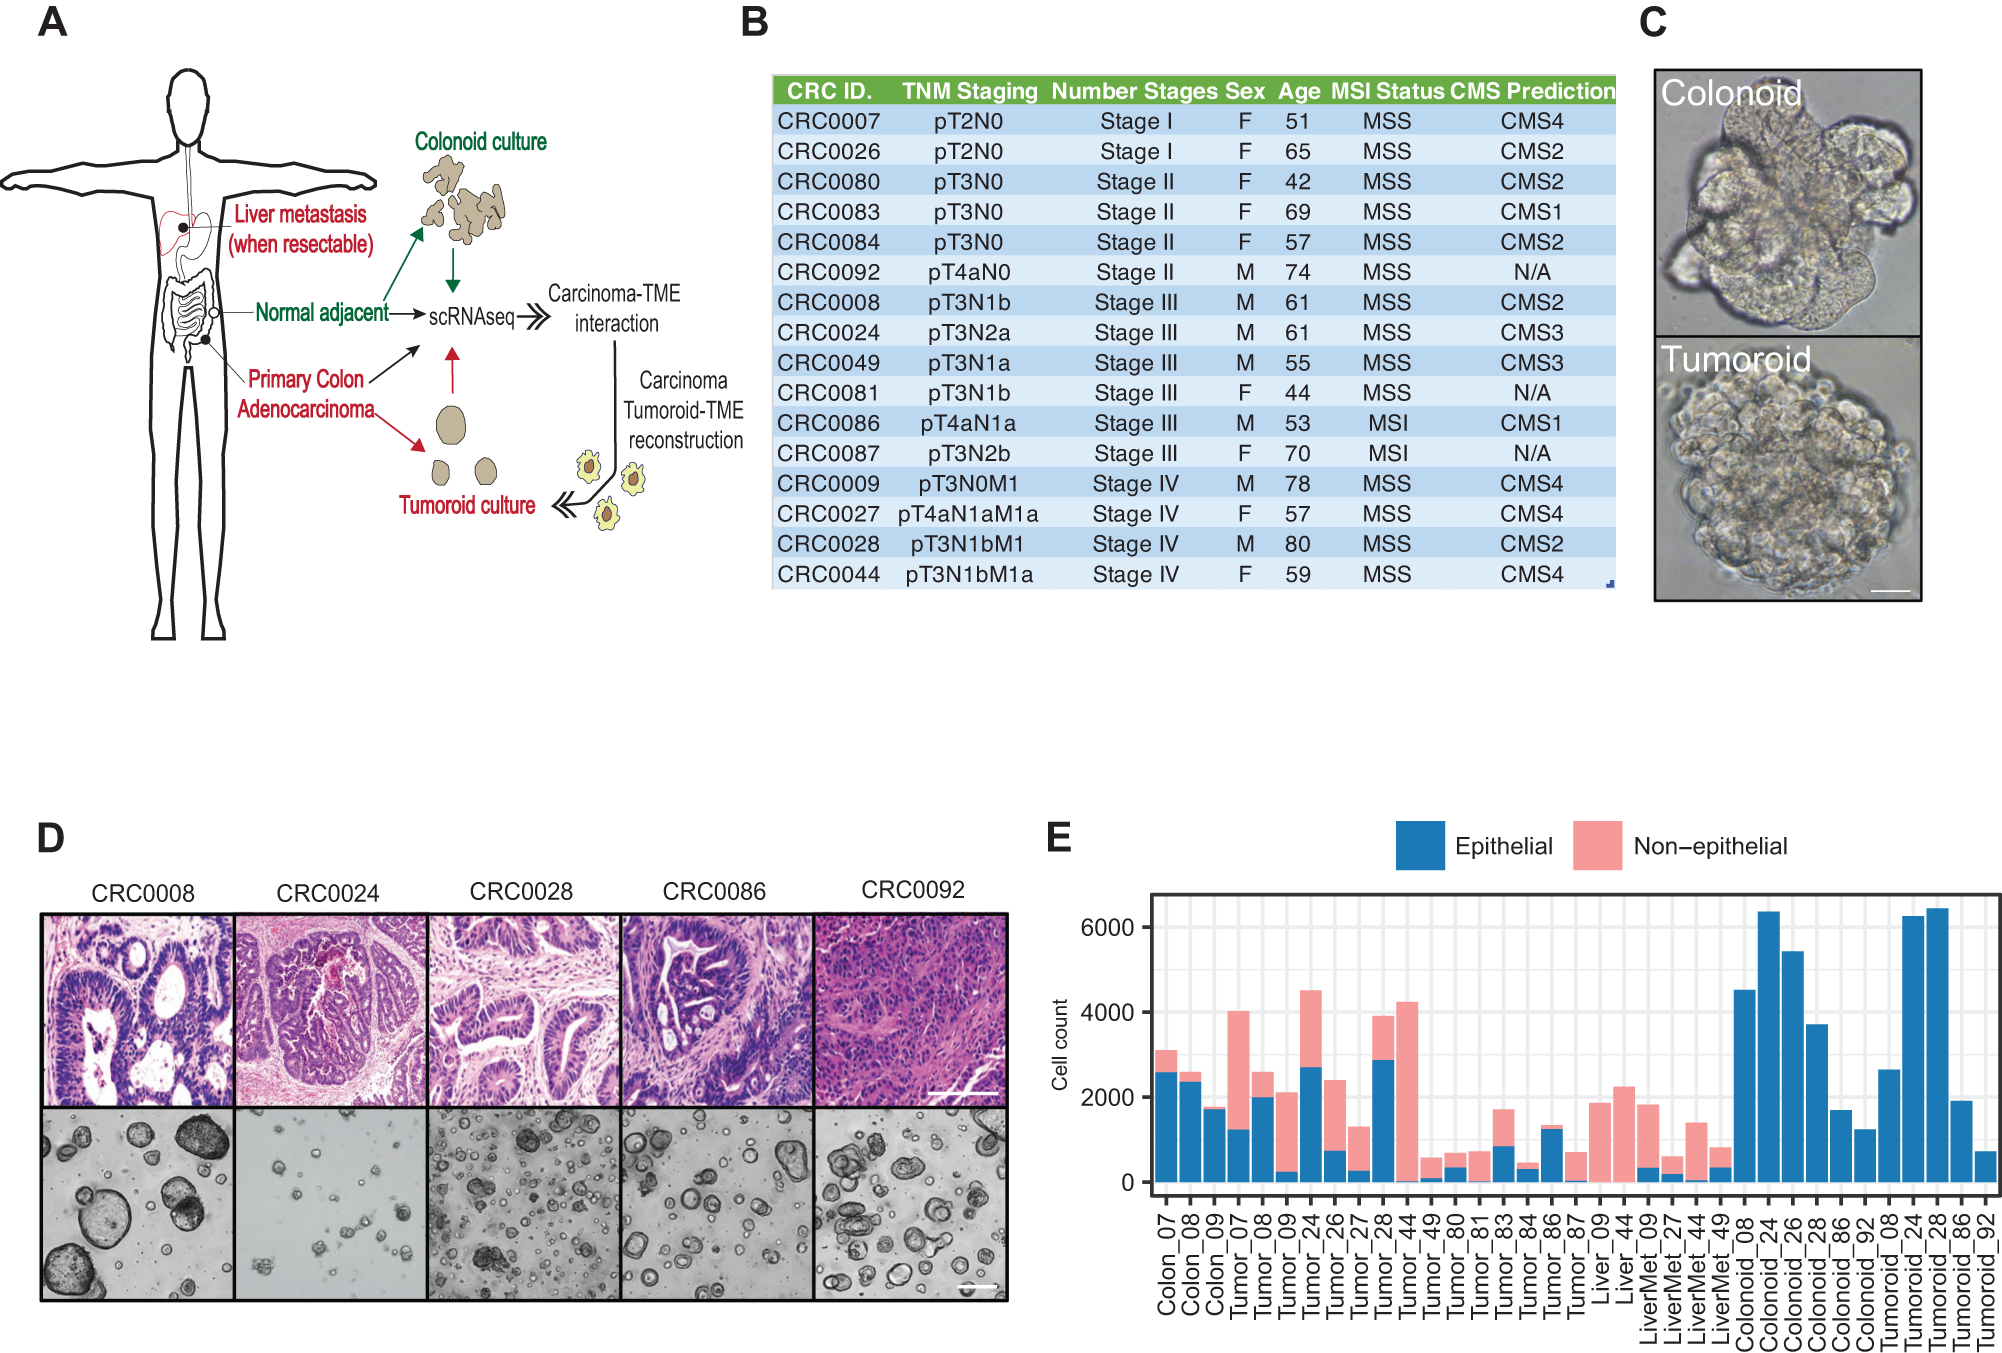 A
Colonoid culture
Liver metastasis
(when resectable)
Normal adjacent
scRNAseq
Carcinoma-TME
interaction
Primary Colon
Adenocarcinoma
Carcinoma
Tumoroid-TME
reconstruction
Tumoroid culture
B
CRC ID. TNM Staging Number Stages Sex Age MSI Status CMS Prediction
CRC0007 pT2N0 Stage I F 51 MSS CMS4
CRC0026 pT2N0 Stage I F 65 MSS CMS2
CRC0080 pT3N0 Stage II F 42 MSS CMS2
CRC0083 pT3N0 Stage II F 69 MSS CMS1
CRC0084 pT3N0 Stage II F 57 MSS CMS2
CRC0092 pT4aN0 Stage II M 74 MSS N/A
CRC0008 pT3N1b Stage III M 61 MSS CMS2
CRC0024 pT3N2a Stage III M 61 MSS CMS3
CRC0049 pT3N1a Stage III M 55 MSS CMS3
CRC0081 pT3N1b Stage III F 44 MSS N/A
CRC0086 pT4aN1a Stage III M 53 MSI CMS1
CRC0087 pT3N2b Stage III F 70 MSI N/A
CRC0009 pT3N0M1 Stage IV M 78 MSS CMS4
CRC0027 pT4aN1aM1a Stage IV F 57 MSS CMS4
CRC0028 pT3N1bM1 Stage IV M 80 MSS CMS2
CRC0044 pT3N1bM1a Stage IV F 59 MSS CMS4
C
Colonoid
Tumoroid
D
CRC0008 CRC0024 CRC0028 CRC0086 CRC0092
E
Epithelial Non−epithelial
Cell count
6000
4000
2000
0
Colon_07
Colon_08
Colon_09
Tumor_07
Tumor_08
Tumor_09
Tumor_24
Tumor_26
Tumor_27
Tumor_28
Tumor_44
Tumor_49
Tumor_80
Tumor_81
Tumor_83
Tumor_84
Tumor_86
Tumor_87
Liver_09
Liver_44
LiverMet_09
LiverMet_27
LiverMet_44
LiverMet_49
Colonoid_08
Colonoid_24
Colonoid_26
Colonoid_28
Colonoid_86
Colonoid_92
Tumoroid_08
Tumoroid_24
Tumoroid_28
Tumoroid_86
Tumoroid_92